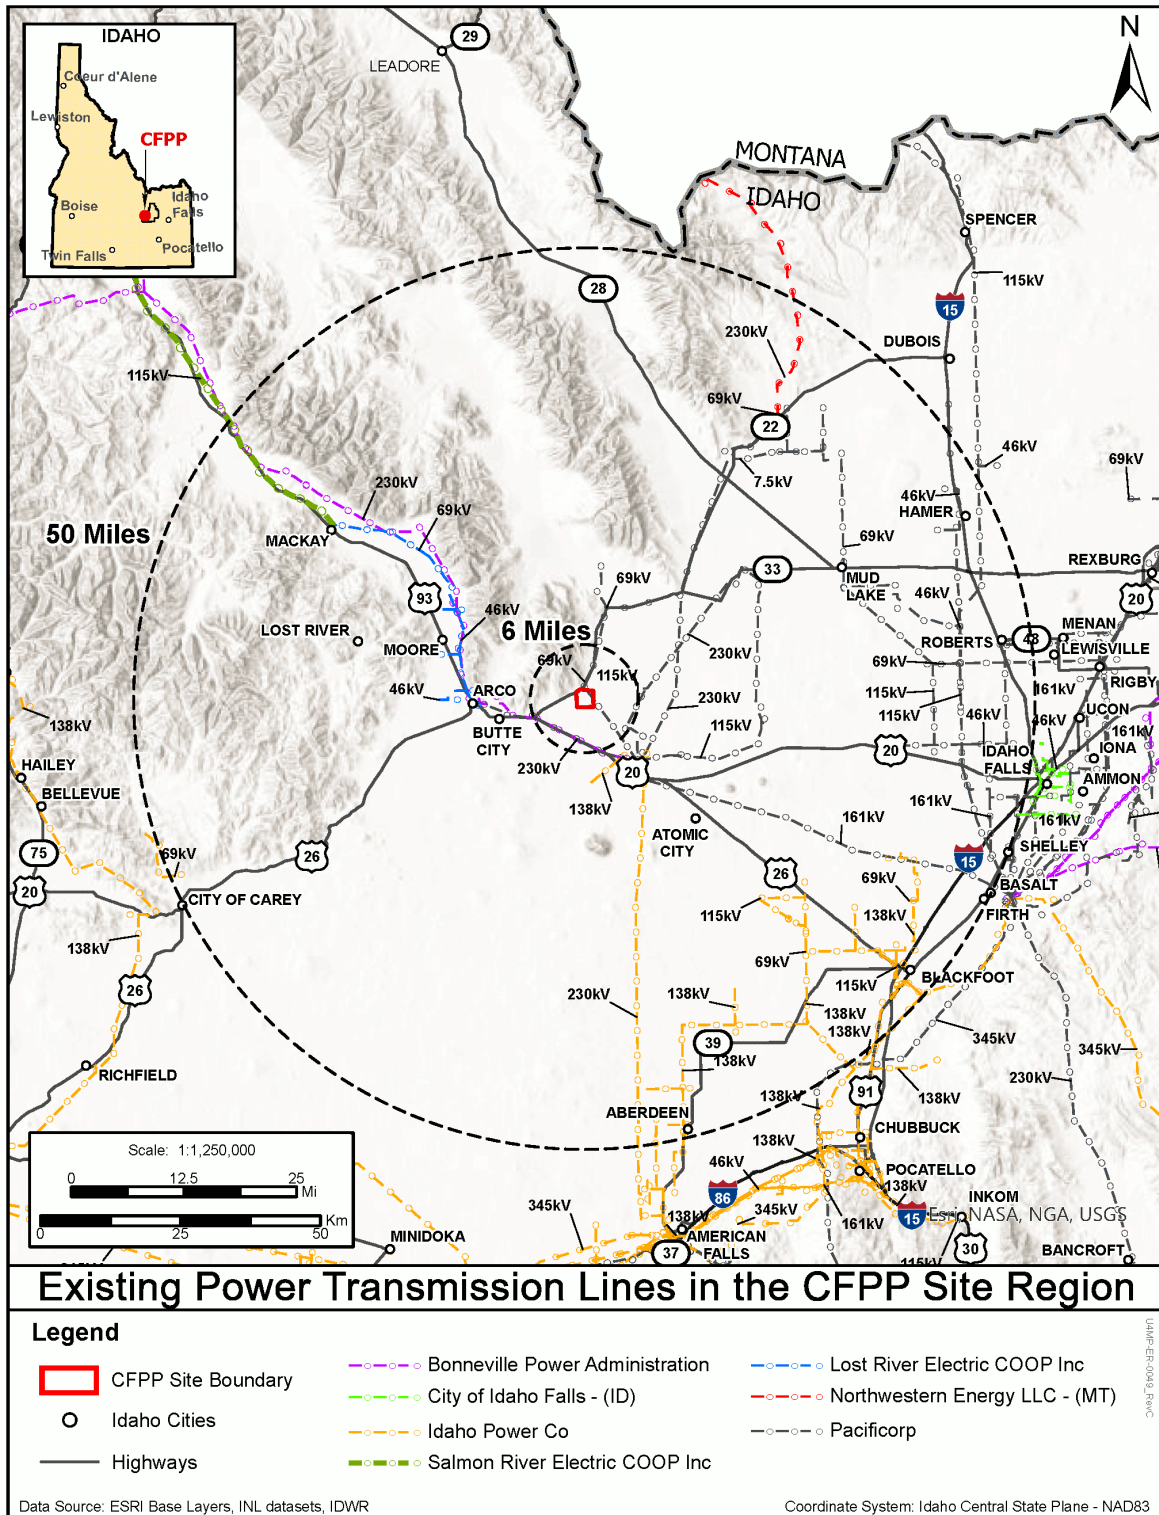 IDAHO
Coeur d'Alene
Lewiston
CFPP
Boise
Idaho
Falls
Twin Falls
Pocatello
29
LEADORE
N
MONTANA
IDAHO
SPENCER
115kV
28
15
230kV
DUBOIS
115kV
69kV
22
7.5kV
46kV
69kV
46kV
HAMER
230kV
69kV
50 Miles
MACKAY
69kV
REXBURG
33
MUD
LAKE
20
93
69kV
46kV
46kV
6 Miles
LOST RIVER
MOORE
MENAN
ROBERTS
48
LEWISVILLE
230kV
69kV
69kV
115kV
RIGBY
46kV
ARCO
115kV
161kV
230kV
115kV
UCON
BUTTE
CITY
115kV
46kV
46kV
161kV
138kV
20
IDAHO
FALLS
IONA
230kV
HAILEY
20
AMMON
BELLEVUE
138kV
161kV
161kV
ATOMIC
CITY
161kV
75
69kV
26
15
SHELLEY
20
26
69kV
BASALT
CITY OF CAREY
115kV
138kV
FIRTH
138kV
69kV
BLACKFOOT
115kV
26
230kV
138kV
138kV
138kV
345kV
39
138kV
345kV
RICHFIELD
230kV
91
138kV
138kV
ABERDEEN
CHUBBUCK
Scale: 1:1,250,000
138kV
0 12.5 25
Mi
46kV
POCATELLO
86
138kV
INKOM
0 25 50
Km
345kV
138kV
345kV
161kV
15
Esri, NASA, NGA, USGS
MINIDOKA
AMERICAN
FALLS
37
30
BANCROFT
115kV
Existing Power Transmission Lines in the CFPP Site Region
Legend
CFPP Site Boundary
Idaho Cities
Highways
Bonneville Power Administration
City of Idaho Falls - (ID)
Idaho Power Co
Salmon River Electric COOP Inc
Lost River Electric COOP Inc
Northwestern Energy LLC - (MT)
Pacificorp
U4MP-ER-0049_RevC
Data Source: ESRI Base Layers, INL datasets, IDWR
Coordinate System: Idaho Central State Plane - NAD83